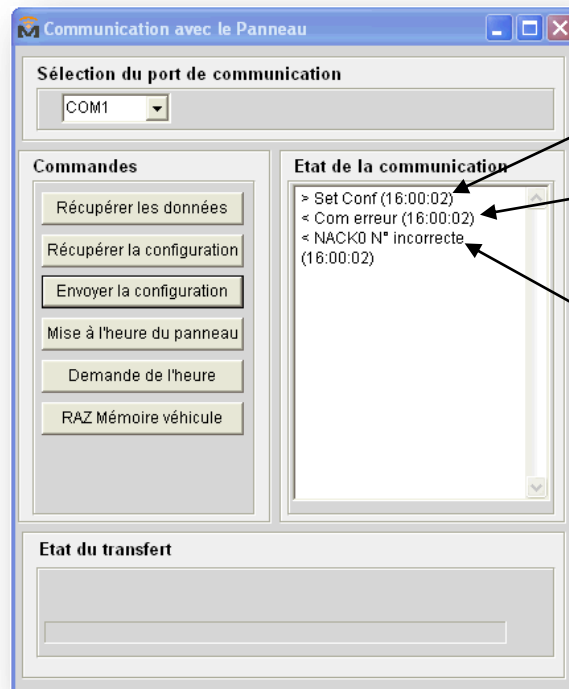 Communication avec le Panneau
Sélection du port de communication
COM1
Commandes
Récupérer les données
Récupérer la configuration
Envoyer la configuration
Mise à l'heure du panneau
Demande de l'heure
RAZ Mémoire véhicule
Etat de la communication
> Set Conf (16:00:02)
< Com erreur (16:00:02)
< NACK0 N° incorrecte
(16:00:02)
Etat du transfert